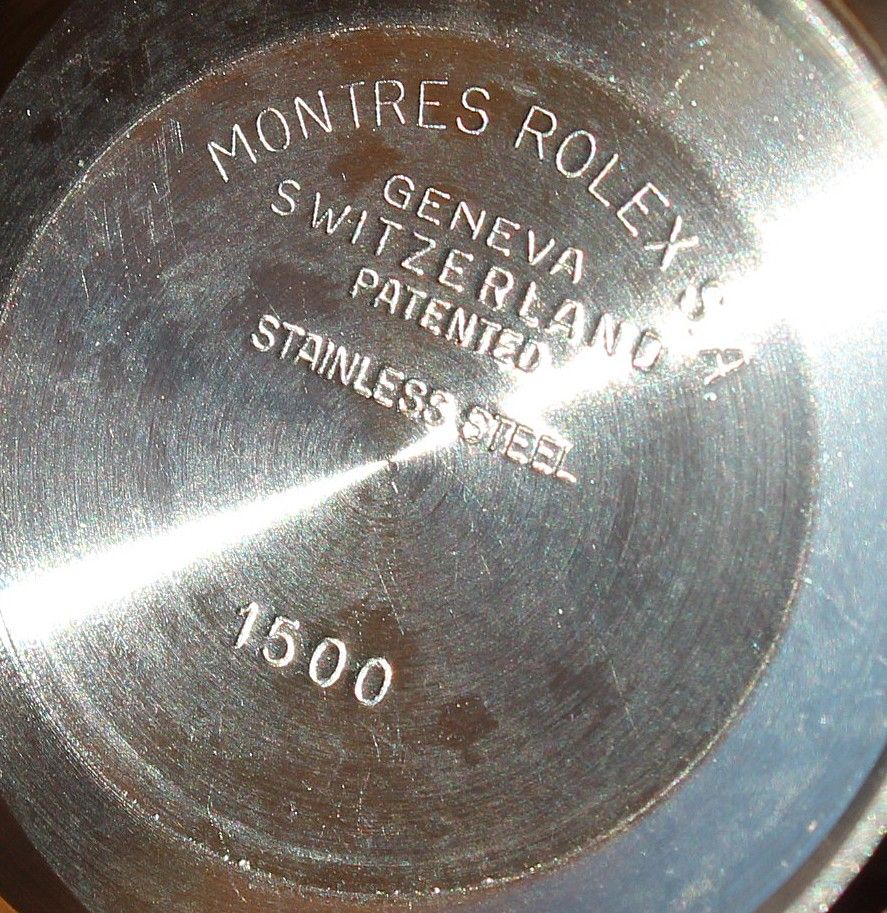 MONTRES ROLEX S.A.
GENEVA
SWITZERLAND
PATENTED
STAINLESS STEEL
1500